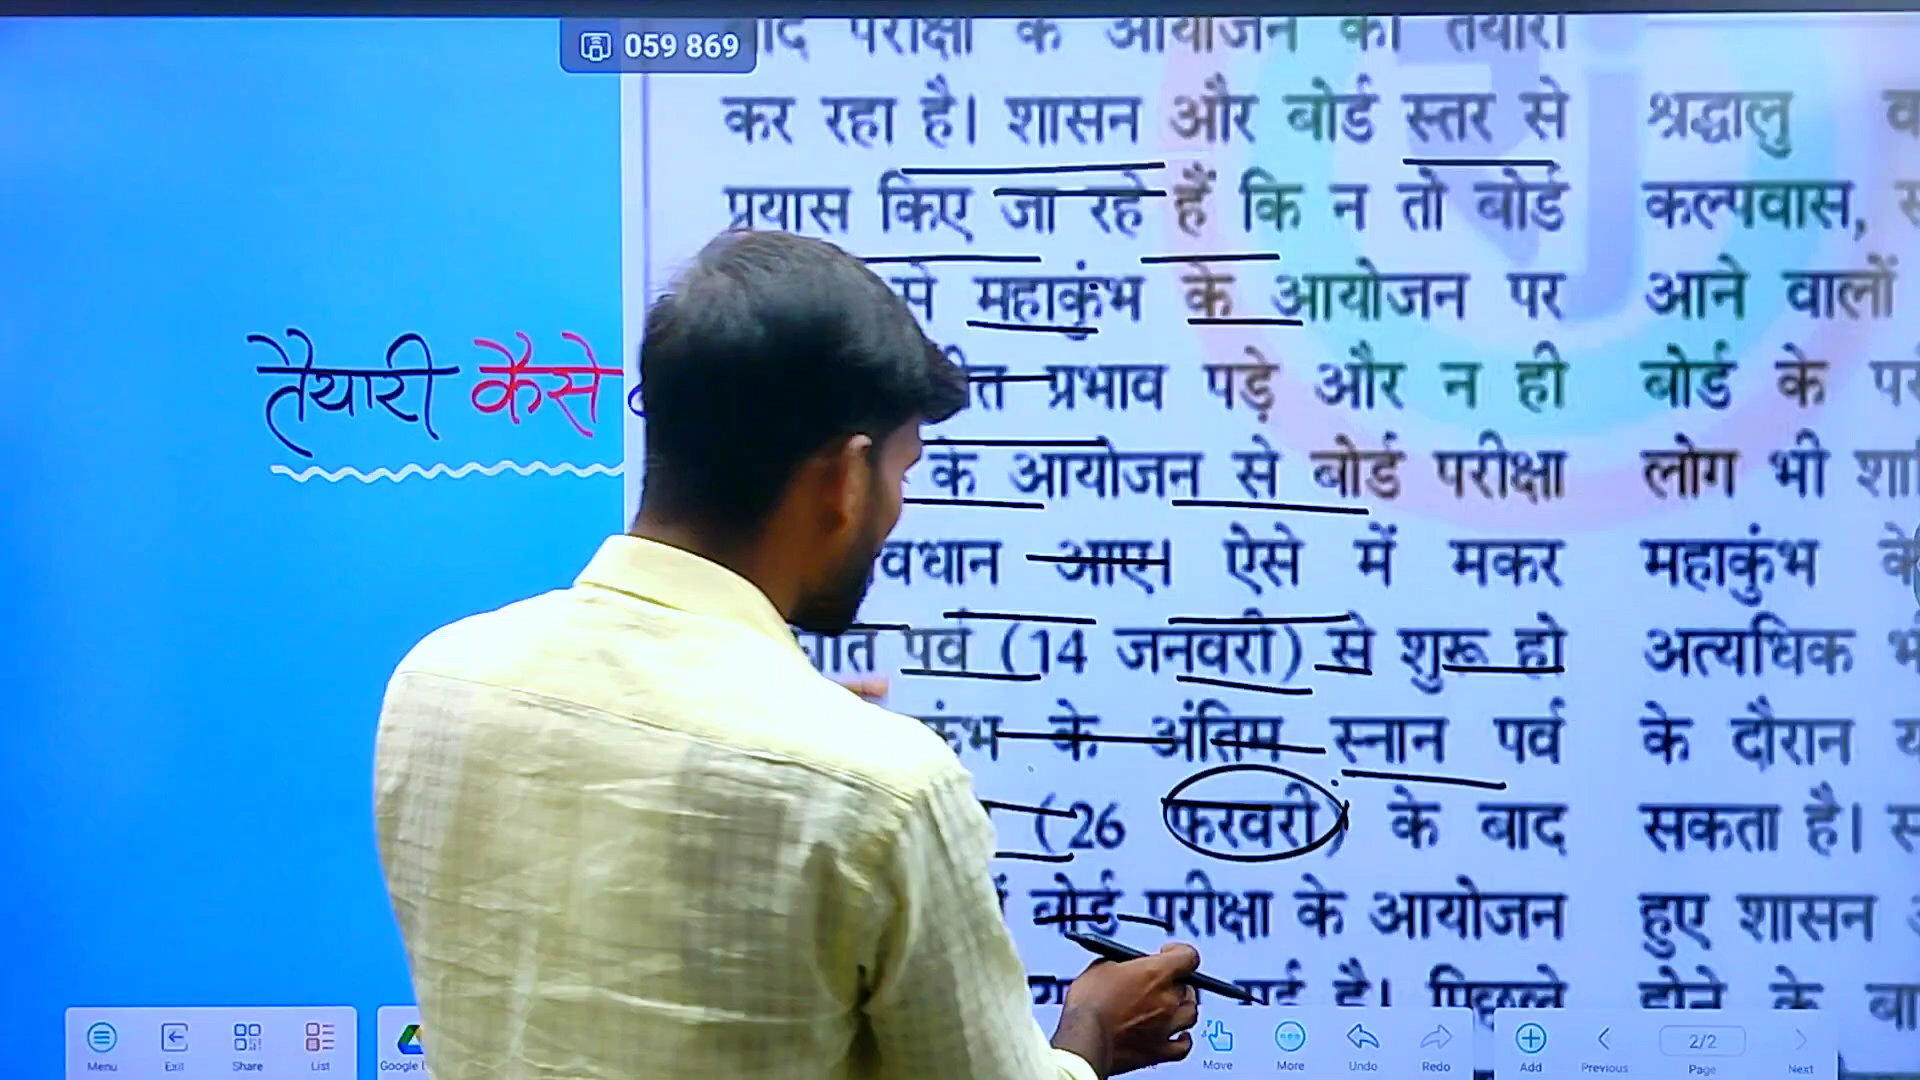 059 869
तैयारी कैसे
बाद परीक्षा के आयोजन की तैयारी
कर रहा है। शासन और बोर्ड स्तर से
प्रयास किए जा रहे हैं कि न तो बोर्ड
से महाकुंभ के आयोजन पर
प्रभाव पड़े और न ही
के आयोजन से बोर्ड परीक्षा
आए। ऐसे में मकर
पर्व (14 जनवरी) से शुरू हो
के अंतिम स्नान पर्व
(26 फरवरी) के बाद
बोर्ड परीक्षा के आयोजन
है। पिछले
श्रद्धालु
कल्पवास,
आने वालों
बोर्ड के
लोग भी
महाकुंभ के
अत्यधिक
के दौरान
सकता है।
हुए शासन
होने के
Menu Exit Share List Google Move More Undo Redo Add Previous 2/2 Page Next